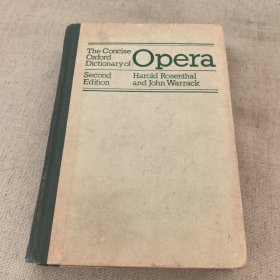 The Concise
Oxford
Dictionary of
Opera
Second
Edition
Harold Rosenthal
and John Warrack